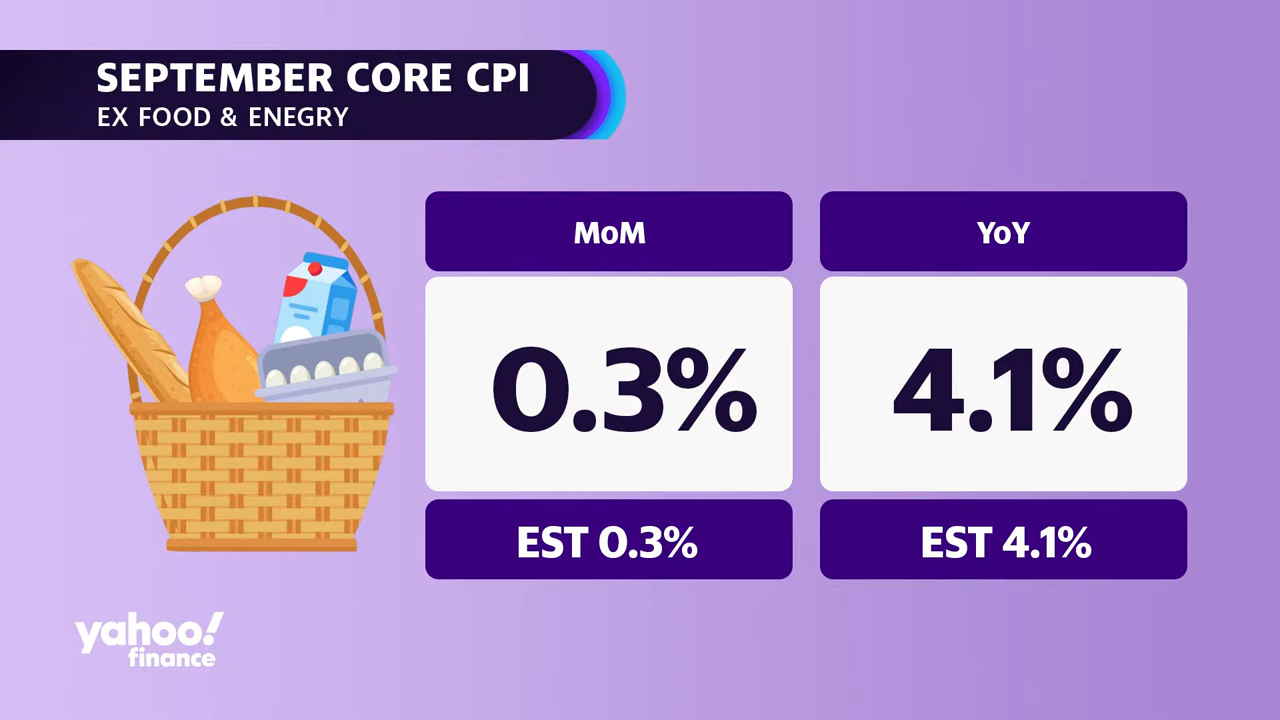 SEPTEMBER CORE CPI
EX FOOD & ENEGRY
MoM
YoY
0.3%
4.1%
EST 0.3%
EST 4.1%
yahoo!
finance